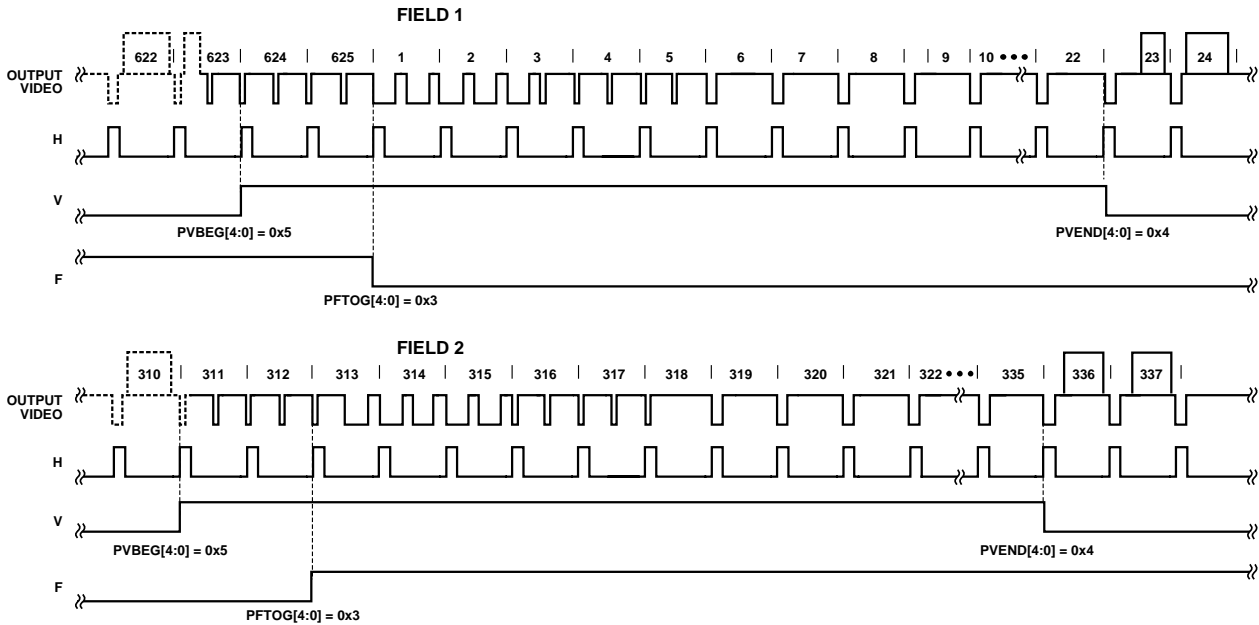 FIELD 1
622 623 624 625 1 2 3 4 5 6 7 8 9 10 ••• 22 23 24
OUTPUT
VIDEO
H
V
PVBEG[4:0] = 0x5 PVEND[4:0] = 0x4
F
PFTOG[4:0] = 0x3
FIELD 2
310 311 312 313 314 315 316 317 318 319 320 321 322 ••• 335 336 337
OUTPUT
VIDEO
H
V
PVBEG[4:0] = 0x5 PVEND[4:0] = 0x4
F
PFTOG[4:0] = 0x3